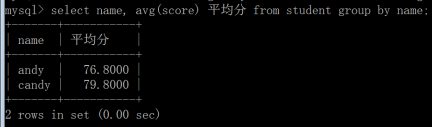 mysql> select name, avg(score) 平均分 from student group by name;
+-------+---------+
| name | 平均分 |
+-------+---------+
| andy | 76.8000 |
| candy | 79.8000 |
+-------+---------+
2 rows in set (0.00 sec)